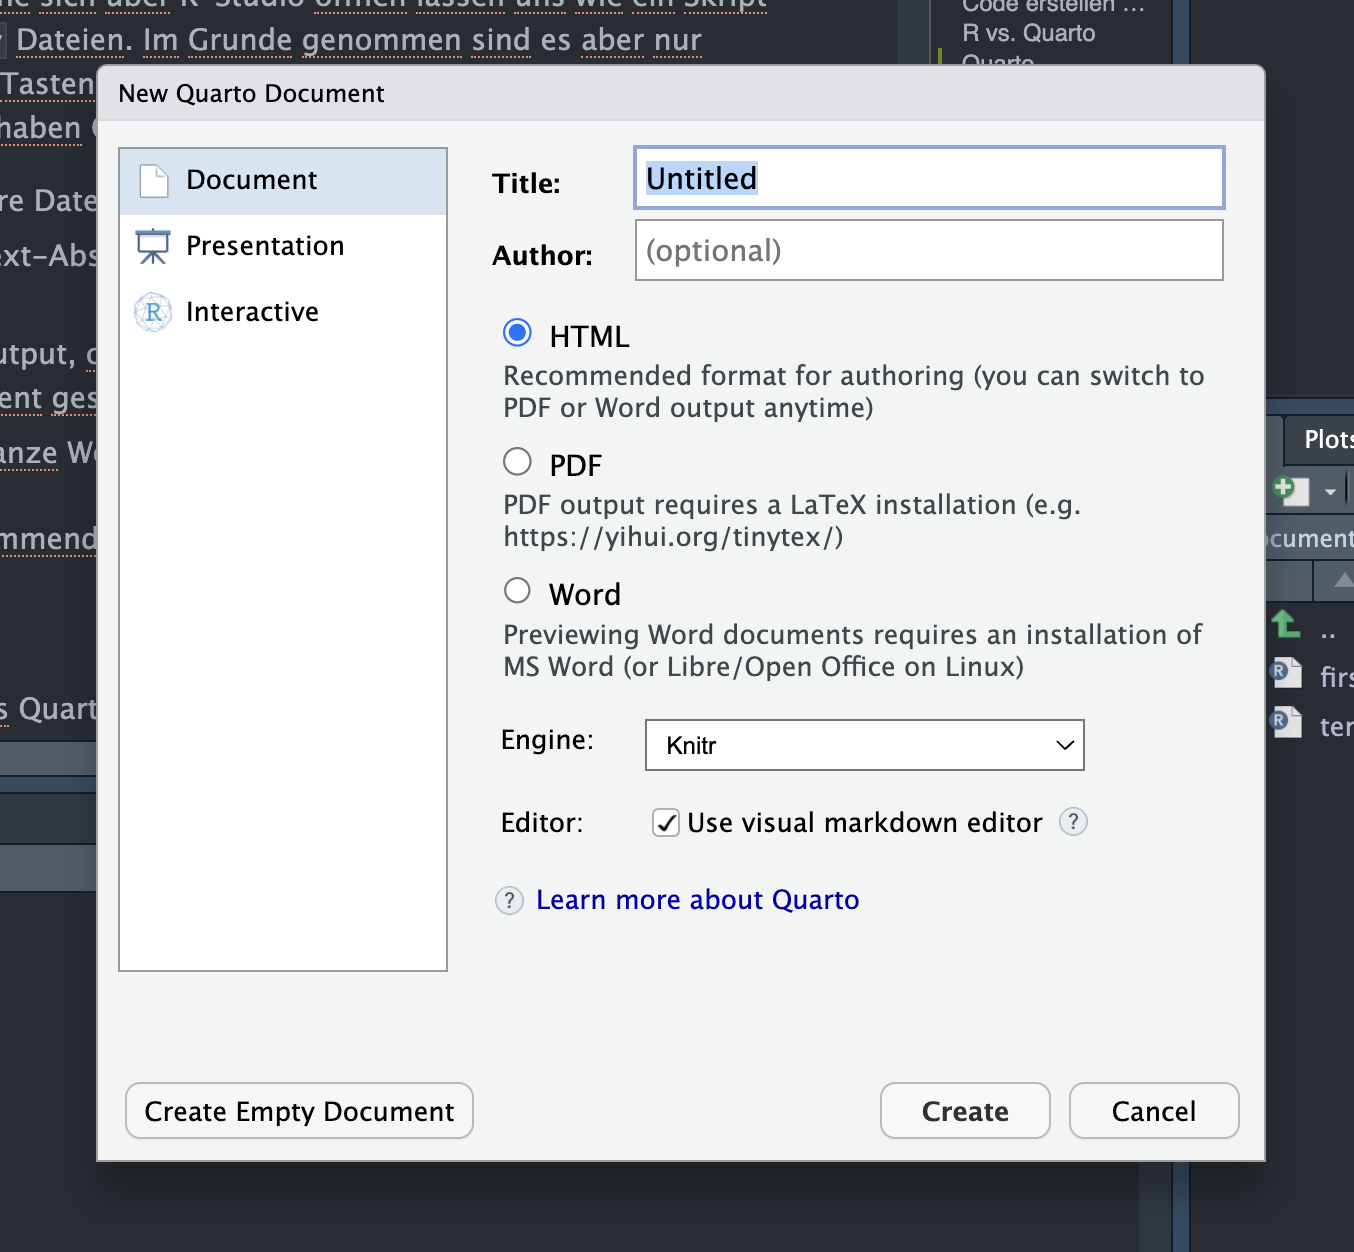 Dateien. Im Grunde genommen sind es aber nur
Code erstellen ...
R vs. Quarto
Quarto
New Quarto Document
Document
Presentation
Interactive
Title:
Untitled
Author:
(optional)
HTML
Recommended format for authoring (you can switch to
PDF or Word output anytime)
PDF
PDF output requires a LaTeX installation (e.g.
https://yihui.org/tinytex/)
Word
Previewing Word documents requires an installation of
MS Word (or Libre/Open Office on Linux)
Engine:
Knitr
Editor:
Use visual markdown editor
?
? Learn more about Quarto
Create Empty Document
Create
Cancel
Tasten
haben
re Date
ext-Abs
utput,
ent ges
anze
mmend
s Quart
Plots
cument
..
firs
ter